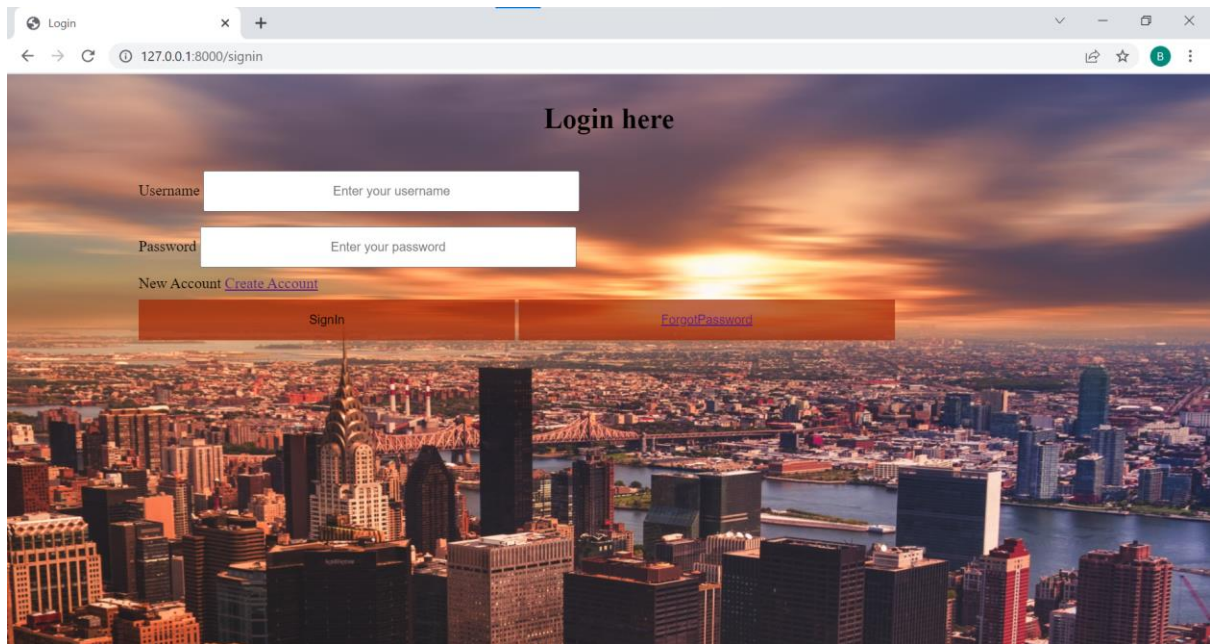 Login
127.0.0.1:8000/signin
B
Login here
Username Enter your username
Password Enter your password
New Account Create Account
SignIn ForgotPassword